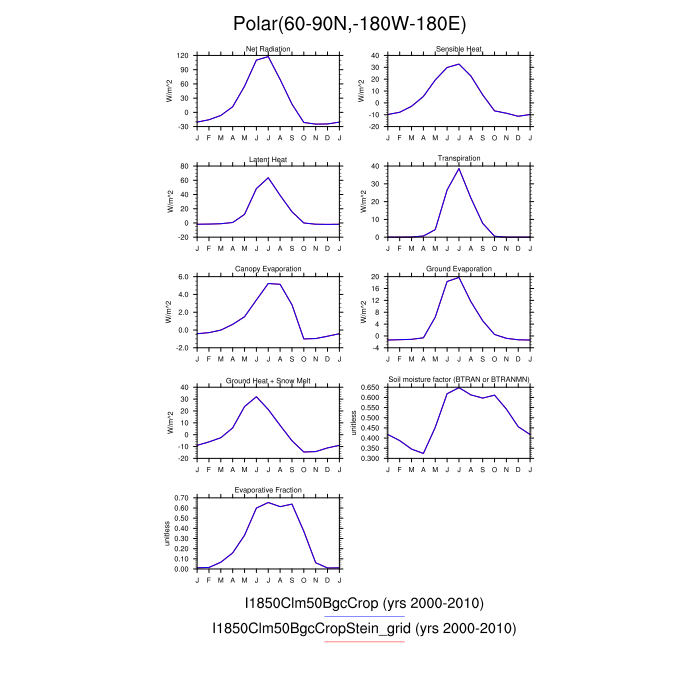 Polar(60-90N,-180W-180E)
Net Radiation
W/m^2
120
90
60
30
0
-30
J F M A M J J A S O N D J
Sensible Heat
W/m^2
40
30
20
10
0
-10
-20
J F M A M J J A S O N D J
Latent Heat
W/m^2
80
60
40
20
0
-20
J F M A M J J A S O N D J
Transpiration
W/m^2
40
30
20
10
0
J F M A M J J A S O N D J
Canopy Evaporation
W/m^2
6.0
4.0
2.0
0.0
-2.0
J F M A M J J A S O N D J
Ground Evaporation
W/m^2
20
16
12
8
4
0
-4
J F M A M J J A S O N D J
Ground Heat + Snow Melt
W/m^2
40
30
20
10
0
-10
-20
J F M A M J J A S O N D J
Soil moisture factor (BTRAN or BTRANMN)
unitless
0.650
0.600
0.550
0.500
0.450
0.400
0.350
0.300
J F M A M J J A S O N D J
Evaporative Fraction
unitless
0.70
0.60
0.50
0.40
0.30
0.20
0.10
0.00
J F M A M J J A S O N D J
I1850Clm50BgcCrop (yrs 2000-2010)
I1850Clm50BgcCropStein_grid (yrs 2000-2010)